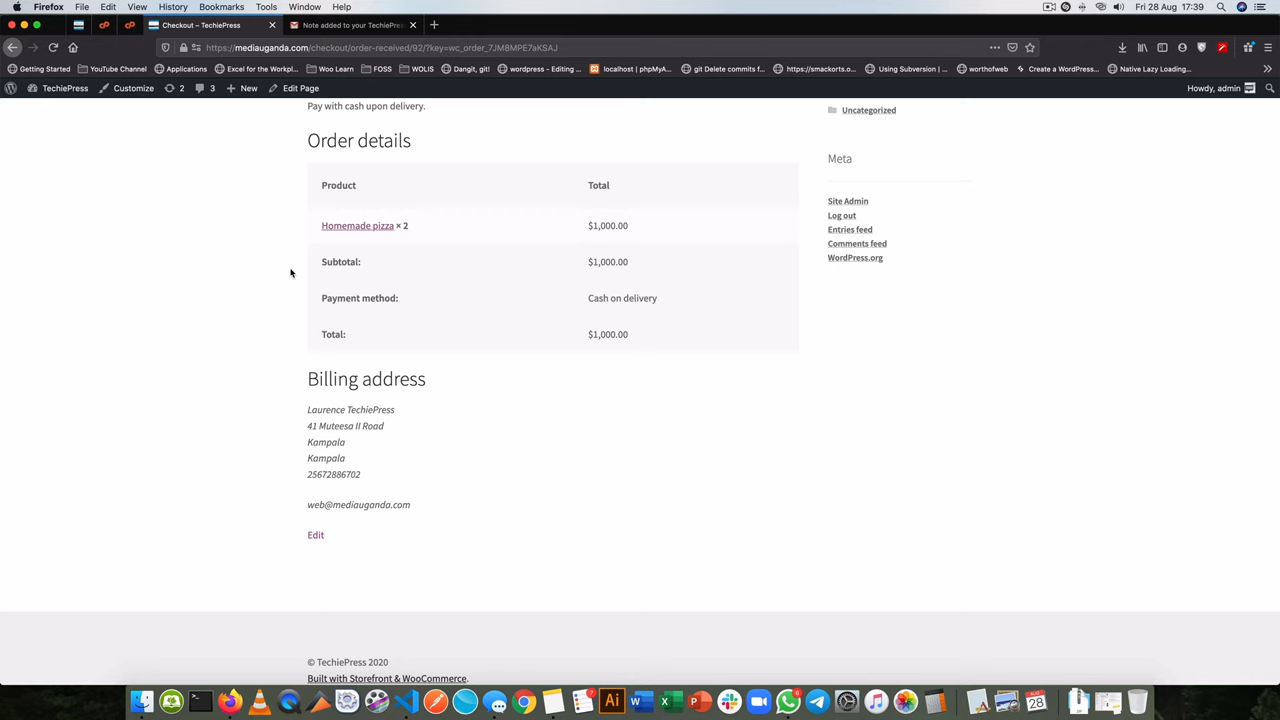 Firefox File Edit View History Bookmarks Tools Window Help Fri 28 Aug 17:39
Checkout – TechiePress Note added to your TechiePres
https://mediauganda.com/checkout/order-received/92/?key=wc_order_7JM8MPE7aKSAJ
Getting Started YouTube Channel Applications Excel for the Workpl... Woo Learn FOSS WOLIS Dangit, git! wordpress - Editing ... localhost | phpMyA... git Delete commits f... https://smackorts.o... Using Subversion |... worthofweb Create a WordPress... Native Lazy Loading...
TechiePress Customize 2 3 New Edit Page Howdy, admin
Pay with cash upon delivery.
Uncategorized
Order details
Meta
Product Total
Site Admin
Log out
Homemade pizza × 2 $1,000.00
Entries feed
Comments feed
WordPress.org
Subtotal: $1,000.00
Payment method: Cash on delivery
Total: $1,000.00
Billing address
Laurence TechiePress
41 Muteesa II Road
Kampala
Kampala
25672886702
web@mediauganda.com
Edit
© TechiePress 2020
Built with Storefront & WooCommerce.